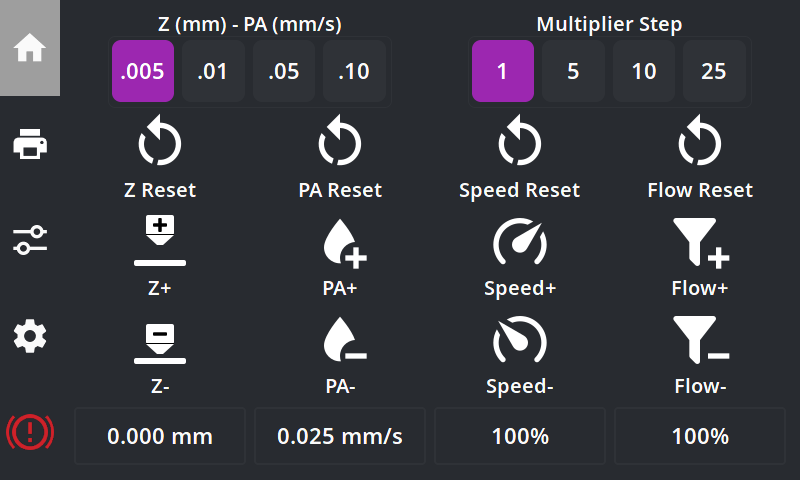 Z (mm) - PA (mm/s) Multiplier Step
.005 .01 .05 .10 1 5 10 25
Z Reset PA Reset Speed Reset Flow Reset
Z+ PA+ Speed+ Flow+
Z- PA- Speed- Flow-
0.000 mm 0.025 mm/s 100% 100%